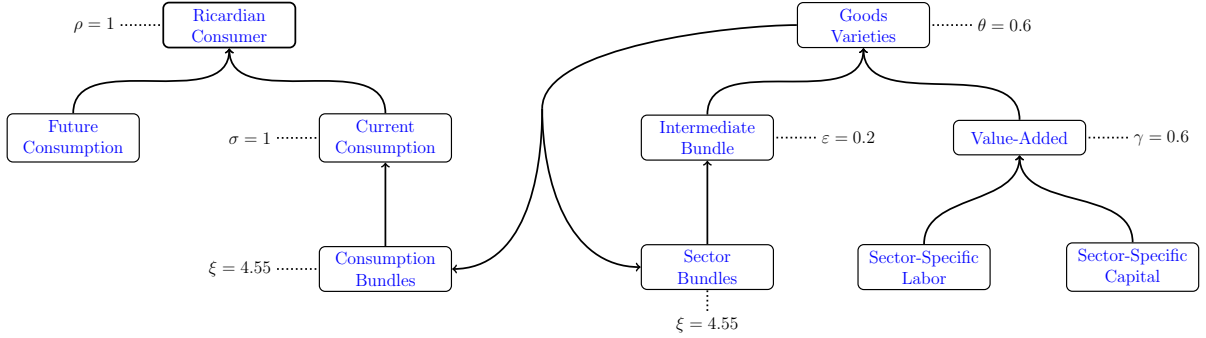 ρ = 1
Ricardian
Consumer
Goods
Varieties
θ = 0.6
Future
Consumption
σ = 1
Current
Consumption
Intermediate
Bundle
ε = 0.2
Value-Added
γ = 0.6
ξ = 4.55
Consumption
Bundles
Sector
Bundles
Sector-Specific
Labor
Sector-Specific
Capital
ξ = 4.55